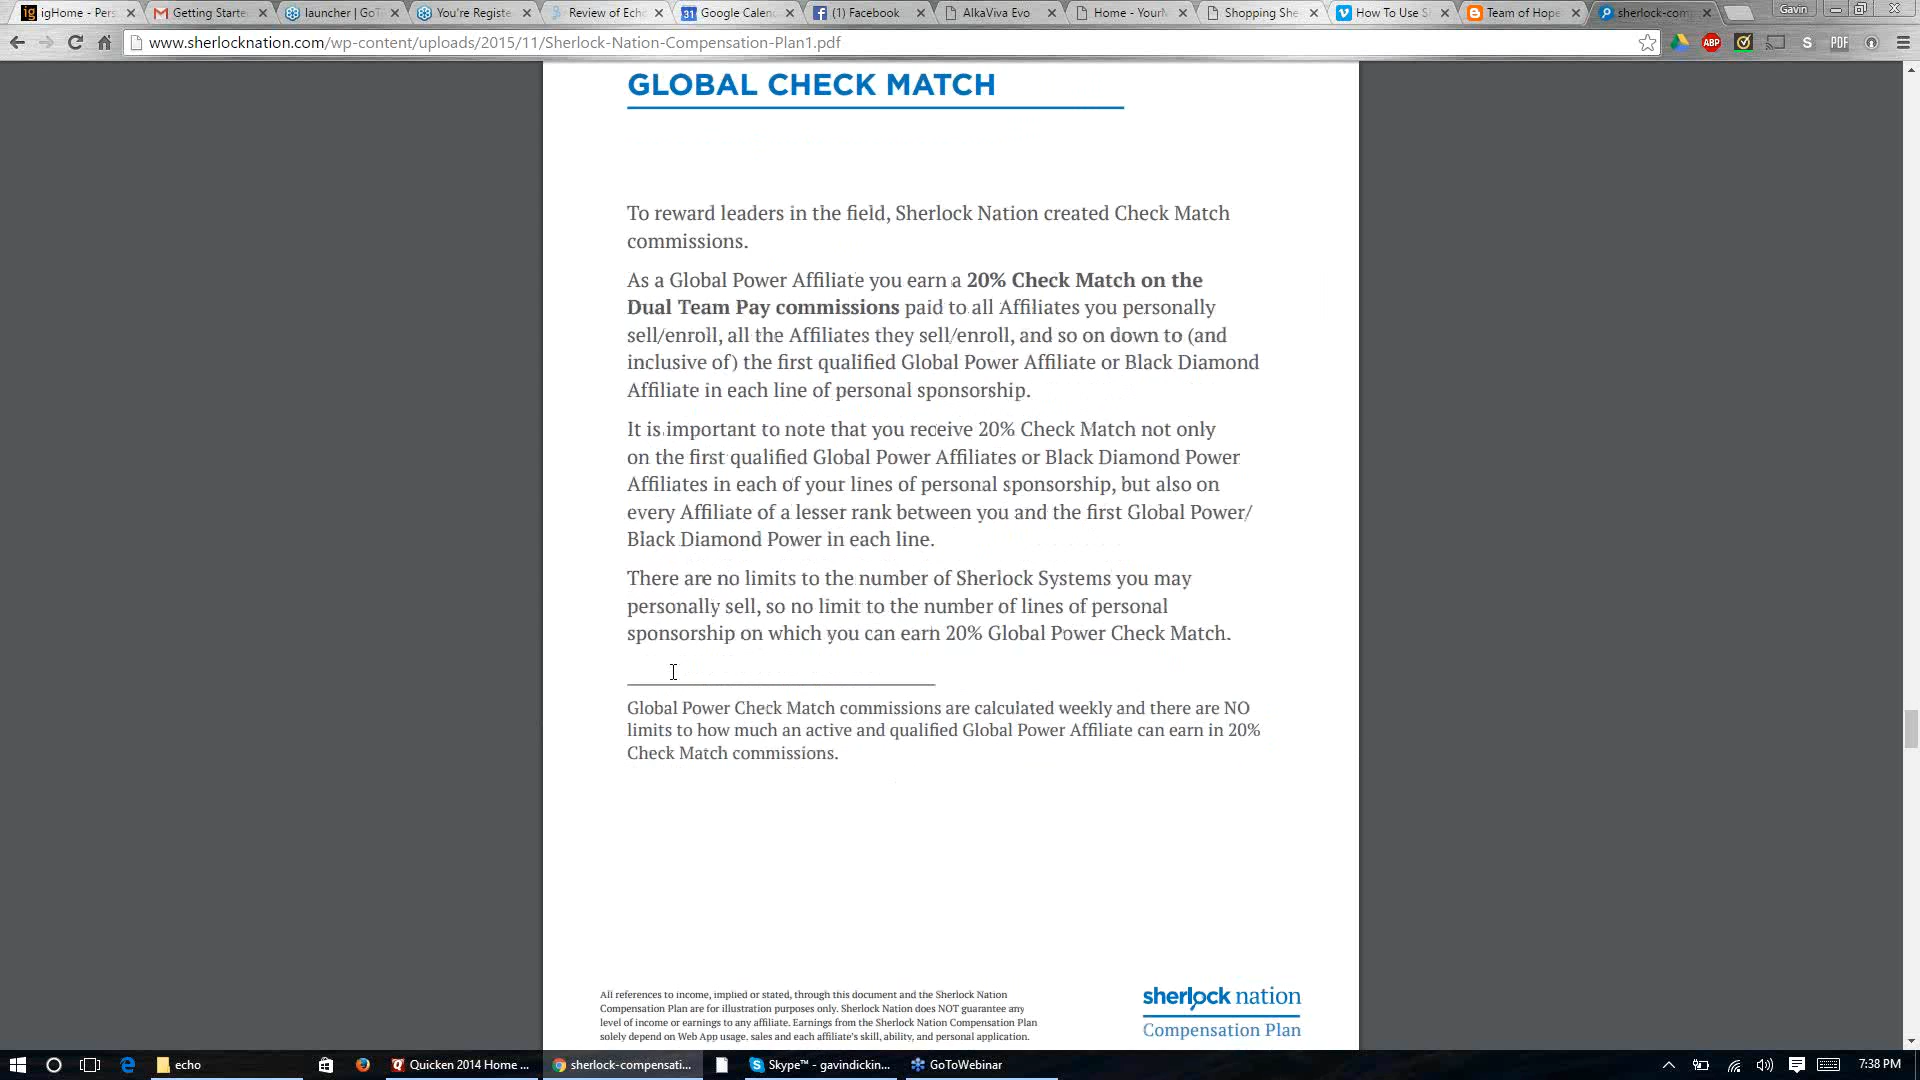 igHome - Pers
Getting Starte
launcher | GoT
You're Registe
Review of Echo
Google Calen
(1) Facebook
AlkaViva Evo
Home - YourN
Shopping She
How To Use S
Team of Hope
sherlock-com
Gavin
www.sherlocknation.com/wp-content/uploads/2015/11/Sherlock-Nation-Compensation-Plan1.pdf
ABP
S
PDF
GLOBAL CHECK MATCH
To reward leaders in the field, Sherlock Nation created Check Match
commissions.
As a Global Power Affiliate you earn a 20% Check Match on the
Dual Team Pay commissions paid to all Affiliates you personally
sell/enroll, all the Affiliates they sell/enroll, and so on down to (and
inclusive of) the first qualified Global Power Affiliate or Black Diamond
Affiliate in each line of personal sponsorship.
It is important to note that you receive 20% Check Match not only
on the first qualified Global Power Affiliates or Black Diamond Power
Affiliates in each of your lines of personal sponsorship, but also on
every Affiliate of a lesser rank between you and the first Global Power/
Black Diamond Power in each line.
There are no limits to the number of Sherlock Systems you may
personally sell, so no limit to the number of lines of personal
sponsorship on which you can earn 20% Global Power Check Match.
Global Power Check Match commissions are calculated weekly and there are NO
limits to how much an active and qualified Global Power Affiliate can earn in 20%
Check Match commissions.
All references to income, implied or stated, through this document and the Sherlock Nation
Compensation Plan are for illustration purposes only. Sherlock Nation does NOT guarantee any
level of income or earnings to any affiliate. Earnings from the Sherlock Nation Compensation Plan
solely depend on Web App usage. sales and each affiliate's skill, ability, and personal application.
sherlock nation
Compensation Plan
echo
Quicken 2014 Home ...
sherlock-compensati...
Skype™ - gavindickin...
GoToWebinar
7:38 PM